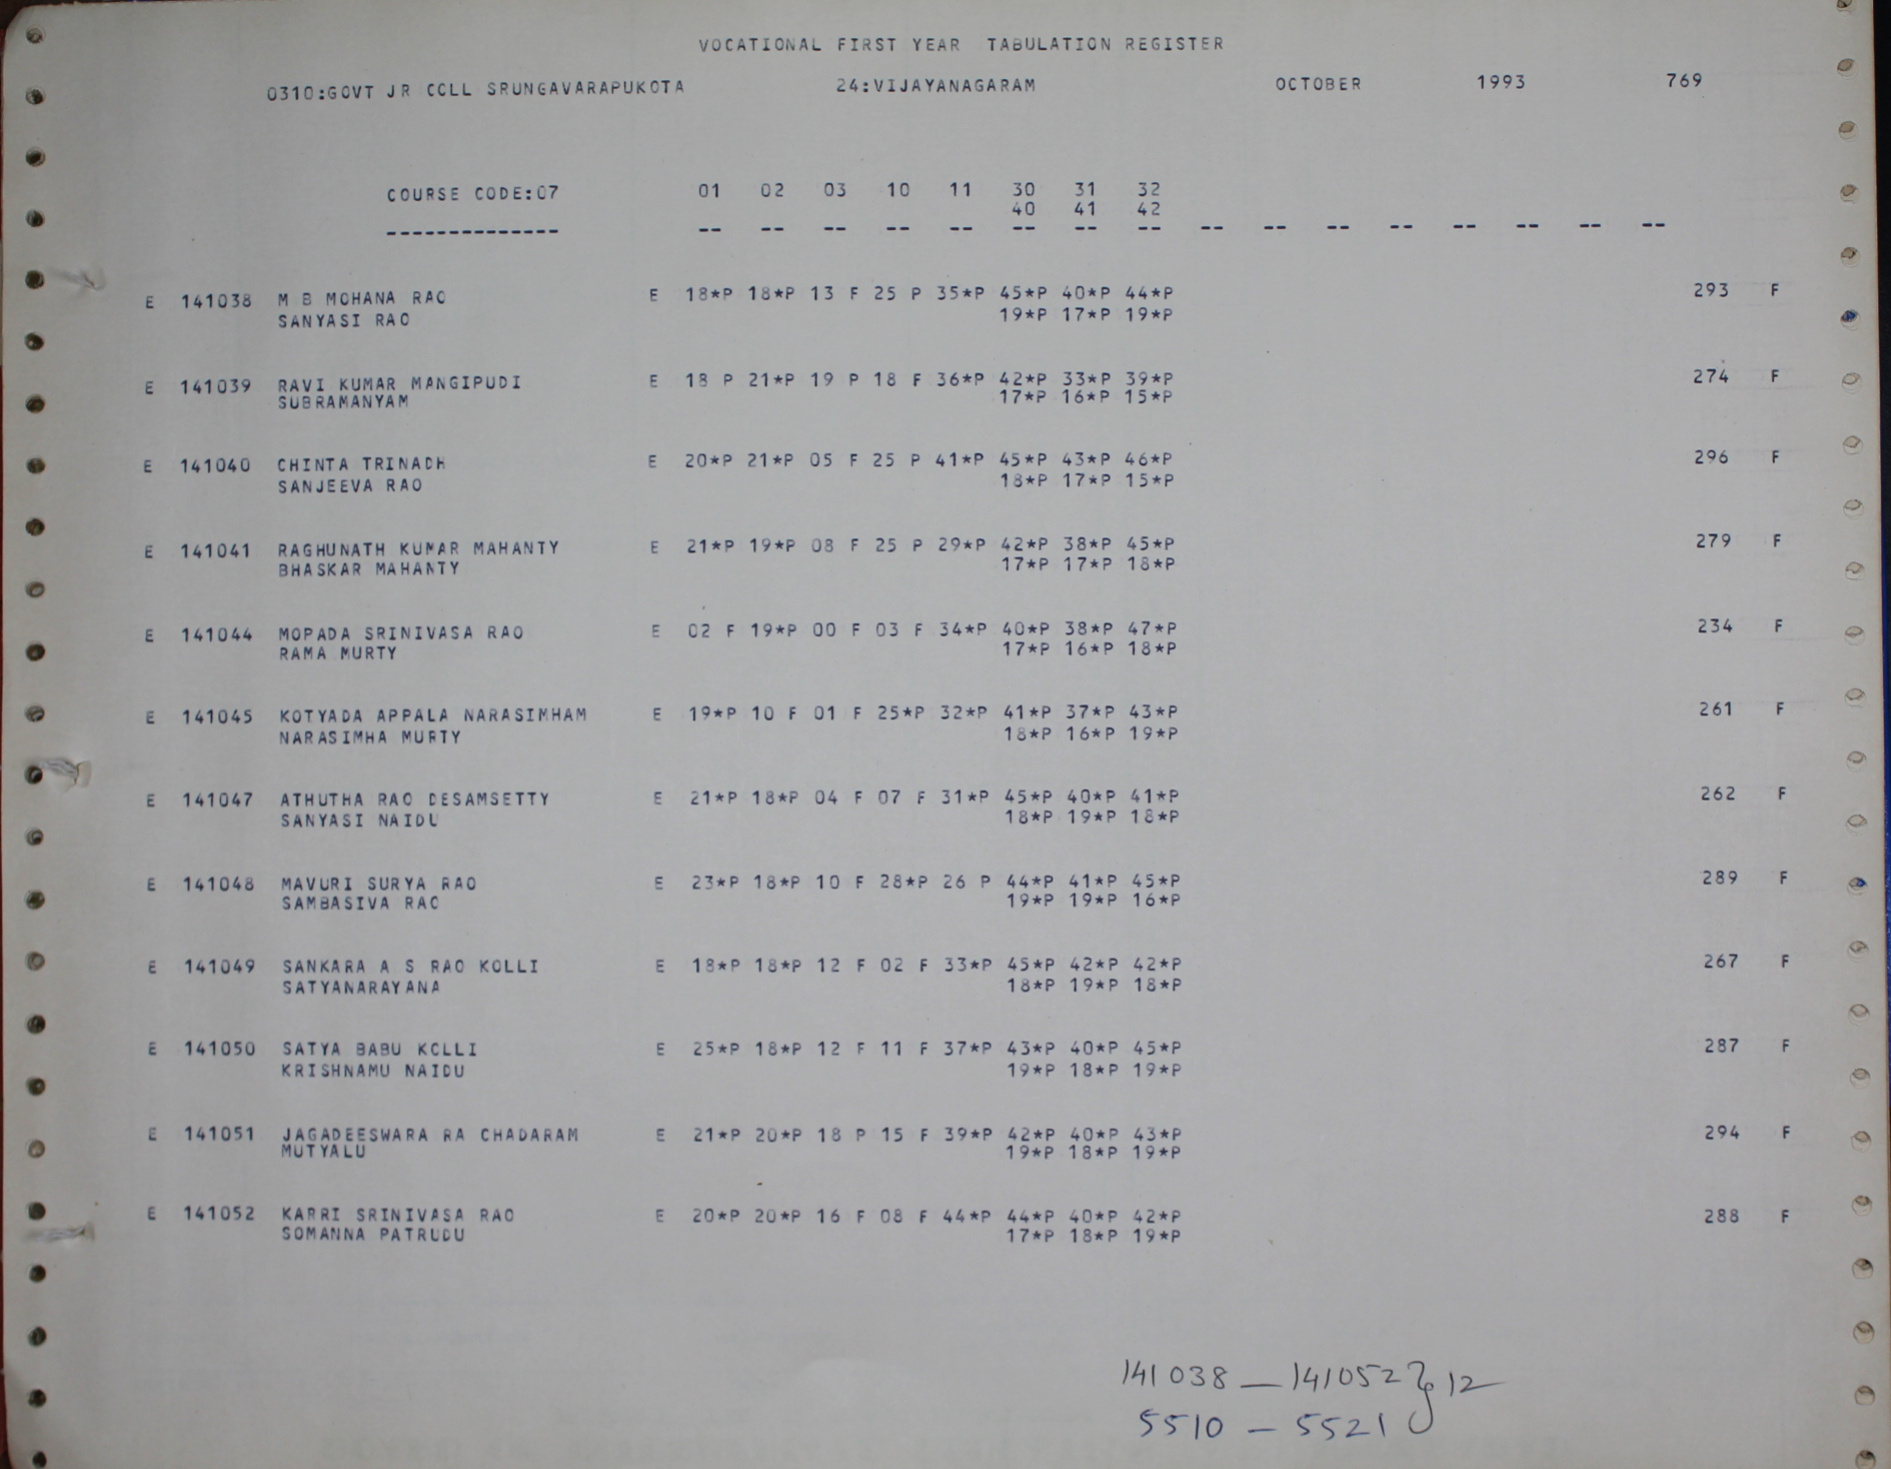 VOCATIONAL FIRST YEAR TABULATION REGISTER
0310:GOVT JR COLL SRUNGAVARAPUKOTA 24:VIJAYANAGARAM OCTOBER 1993 769
COURSE CODE:07 01 02 03 10 11 30 31 32
40 41 42
-------------- -- -- -- -- -- -- -- -- -- -- -- -- -- -- -- --
E 141038 M B MOHANA RAO E 18*P 18*P 13 F 25 P 35*P 45*P 40*P 44*P 293 F
SANYASI RAO 19*P 17*P 19*P
E 141039 RAVI KUMAR MANGIPUDI E 18 P 21*P 19 P 18 F 36*P 42*P 33*P 39*P 274 F
SUBRAMANYAM 17*P 16*P 15*P
E 141040 CHINTA TRINADH E 20*P 21*P 05 F 25 P 41*P 45*P 43*P 46*P 296 F
SANJEEVA RAO 18*P 17*P 15*P
E 141041 RAGHUNATH KUMAR MAHANTY E 21*P 19*P 08 F 25 P 29*P 42*P 38*P 45*P 279 F
BHASKAR MAHANTY 17*P 17*P 18*P
E 141044 MOPADA SRINIVASA RAO E 02 F 19*P 00 F 03 F 34*P 40*P 38*P 47*P 234 F
RAMA MURTY 17*P 16*P 18*P
E 141045 KOTYADA APPALA NARASIMHAM E 19*P 10 F 01 F 25*P 32*P 41*P 37*P 43*P 261 F
NARASIMHA MURTY 18*P 16*P 19*P
E 141047 ATHUTHA RAO DESAMSETTY E 21*P 18*P 04 F 07 F 31*P 45*P 40*P 41*P 262 F
SANYASI NAIDU 18*P 19*P 18*P
E 141048 MAVURI SURYA RAO E 23*P 18*P 10 F 28*P 26 P 44*P 41*P 45*P 289 F
SAMBASIVA RAO 19*P 19*P 16*P
E 141049 SANKARA A S RAO KOLLI E 18*P 18*P 12 F 02 F 33*P 45*P 42*P 42*P 267 F
SATYANARAYANA 18*P 19*P 18*P
E 141050 SATYA BABU KOLLI E 25*P 18*P 12 F 11 F 37*P 43*P 40*P 45*P 287 F
KRISHNAMU NAIDU 19*P 18*P 19*P
E 141051 JAGADEESWARA RA CHADARAM E 21*P 20*P 18 P 15 F 39*P 42*P 40*P 43*P 294 F
MUTYALU 19*P 18*P 19*P
E 141052 KARRI SRINIVASA RAO E 20*P 20*P 16 F 08 F 44*P 44*P 40*P 42*P 288 F
SOMANNA PATRUDU 17*P 18*P 19*P
141038 — 141052 } 12
5510 — 5521